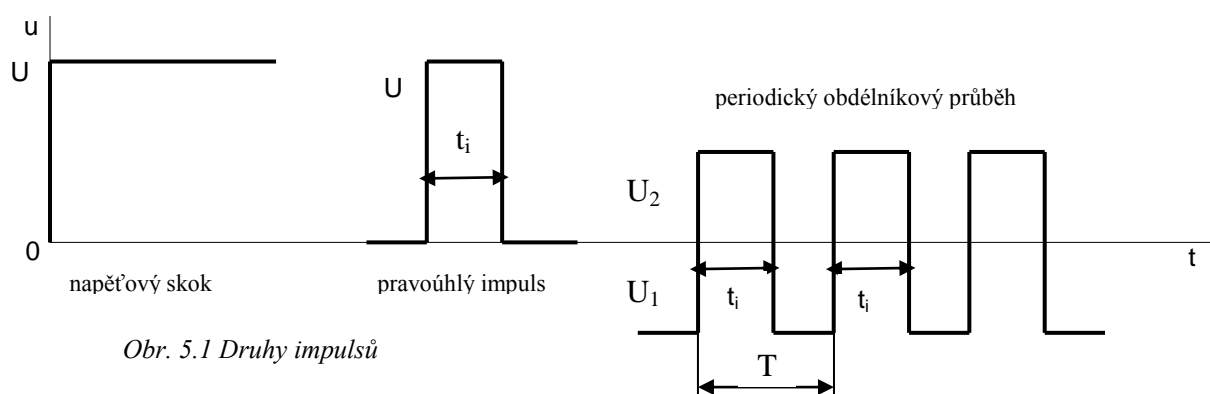 u
U
U
t_i
periodický obdélníkový průběh
U_2
0
t
napěťový skok
pravoúhlý impuls
U_1
t_i
t_i
Obr. 5.1 Druhy impulsů
T